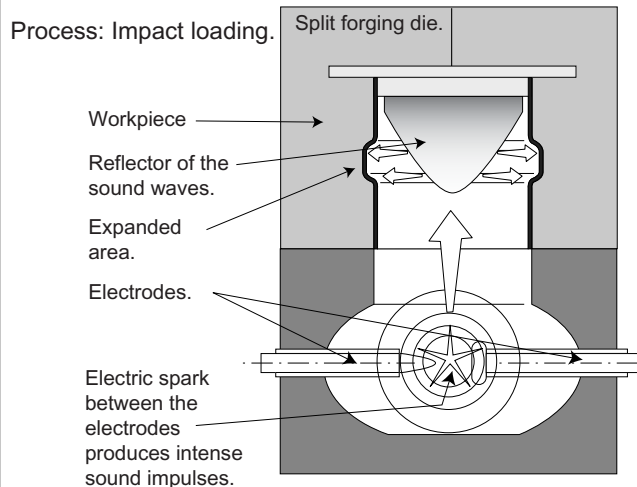 Process: Impact loading.
Split forging die.
Workpiece
Reflector of the
sound waves.
Expanded
area.
Electrodes.
Electric spark
between the
electrodes
produces intense
sound impulses.